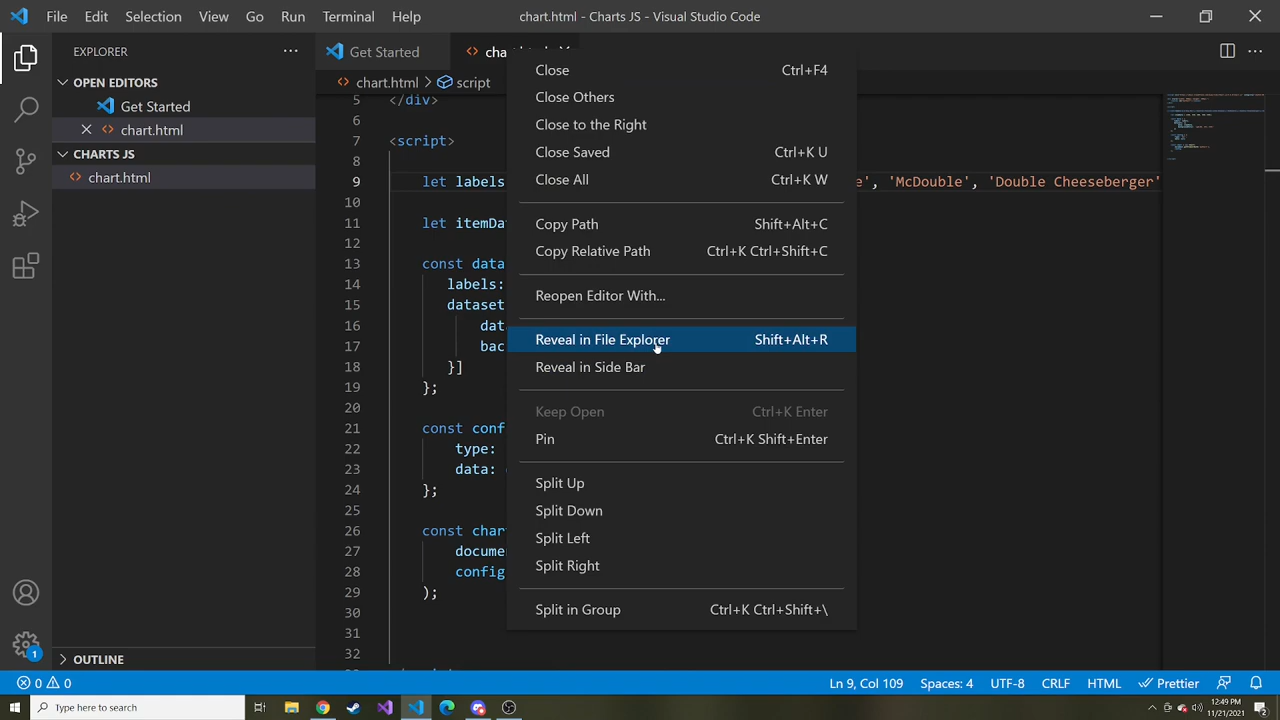 File Edit Selection View Go Run Terminal Help chart.html - Charts JS - Visual Studio Code
EXPLORER
OPEN EDITORS
Get Started
chart.html
CHARTS JS
chart.html
OUTLINE
Get Started
chart.html > script
5 </div>
6
7 <script>
8
9 let labels 'McDouble', 'Double Cheeseberger'
10
11 let itemDa
12
13 const data
14 labels:
15 dataset
16 dat
17 bac
18 }]
19 };
20
21 const conf
22 type:
23 data:
24 };
25
26 const char
27 docume
28 config
29 );
30
31
32
Close Ctrl+F4
Close Others
Close to the Right
Close Saved Ctrl+K U
Close All Ctrl+K W
Copy Path Shift+Alt+C
Copy Relative Path Ctrl+K Ctrl+Shift+C
Reopen Editor With...
Reveal in File Explorer Shift+Alt+R
Reveal in Side Bar
Keep Open Ctrl+K Enter
Pin Ctrl+K Shift+Enter
Split Up
Split Down
Split Left
Split Right
Split in Group Ctrl+K Ctrl+Shift+\
1
0 0 Ln 9, Col 109 Spaces: 4 UTF-8 CRLF HTML Prettier
Type here to search
12:49 PM
11/21/2021
2